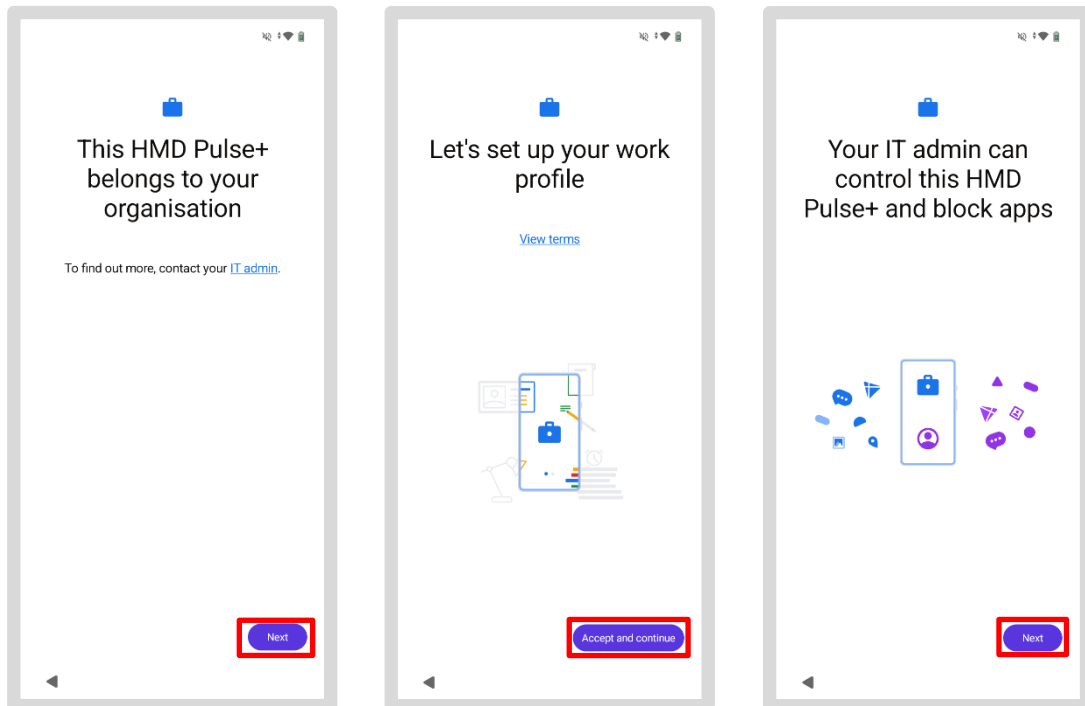 This HMD Pulse+
belongs to your
organisation
To find out more, contact your IT admin.
Next
Let's set up your work
profile
View terms
Accept and continue
Your IT admin can
control this HMD
Pulse+ and block apps
Next